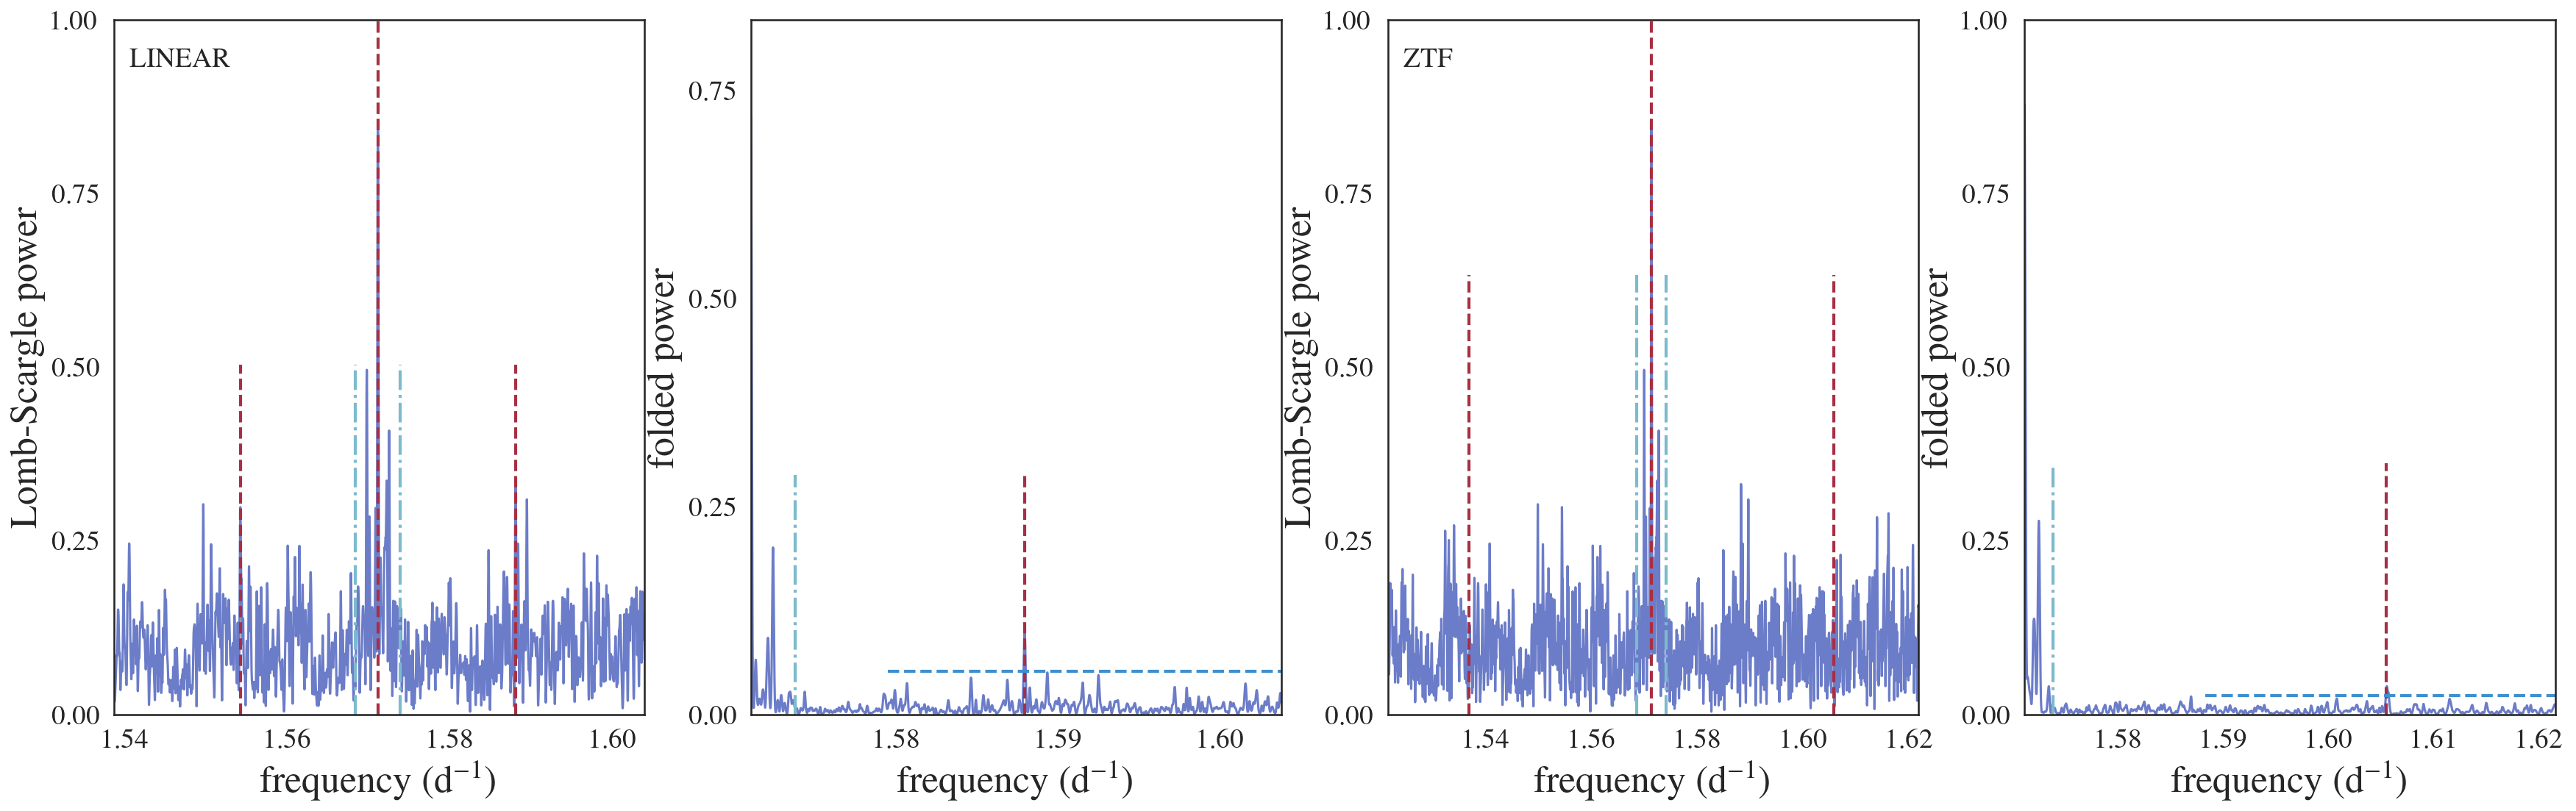 LINEAR
Lomb-Scargle power
1.00
0.75
0.50
0.25
0.00
1.54 1.56 1.58 1.60
frequency (d−1)
folded power
0.75
0.50
0.25
0.00
1.58 1.59 1.60
frequency (d−1)
ZTF
Lomb-Scargle power
1.00
0.75
0.50
0.25
0.00
1.54 1.56 1.58 1.60 1.62
frequency (d−1)
folded power
1.00
0.75
0.50
0.25
0.00
1.58 1.59 1.60 1.61 1.62
frequency (d−1)